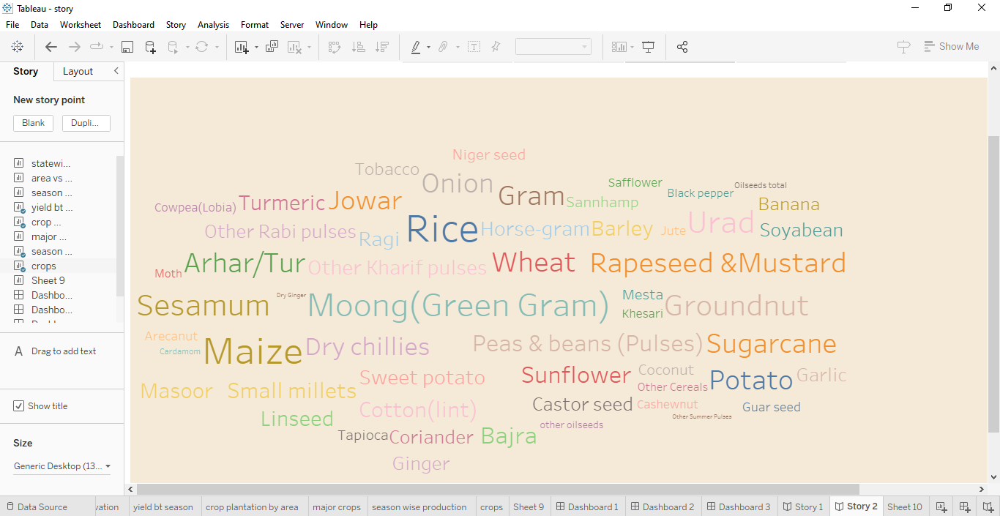 Tableau - story
File Data Worksheet Dashboard Story Analysis Format Server Window Help
Show Me
Story Layout
New story point
Blank Dupli...
statewi...
area vs ...
season ...
yield bt ...
crop ...
major ...
season ...
crops
Sheet 9
Dashbo...
Dashbo...
A Drag to add text
Show title
Size
Generic Desktop (13...
Niger seed
Tobacco
Onion
Safflower
Oilseeds total
Gram
Black pepper
Cowpea(Lobia) Turmeric Jowar
Sannhamp
Banana
Other Rabi pulses Ragi Rice Horse-gram Barley Jute Urad Soyabean
Moth Arhar/Tur Other Kharif pulses Wheat Rapeseed &Mustard
Sesamum Dry Ginger Moong(Green Gram) Mesta Groundnut
Khesari
Arecanut
Cardamom
Maize Dry chillies Peas & beans (Pulses) Sugarcane
Masoor Small millets Sweet potato Sunflower Coconut Potato Garlic
Other Cereals
Linseed Cotton(lint) Castor seed Cashewnut Guar seed
Other Summer Pulses
other oilseeds
Tapioca Coriander Bajra
Ginger
Data Source vation yield bt season crop plantation by area major crops season wise production crops Sheet 9 Dashboard 1 Dashboard 2 Dashboard 3 Story 1 Story 2 Sheet 10